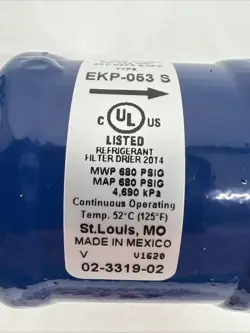 TYPE
EKP-053 S
C UL US
LISTED
REFRIGERANT
FILTER DRIER 20T4
MWP 680 PSIG
MAP 680 PSIG
4,690 kPa
Continuous Operating
Temp. 52°C (125°F)
St.Louis, MO
MADE IN MEXICO
V V1620
02-3319-02